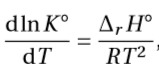 d ln K° / dT = Δ_r H° / RT²,